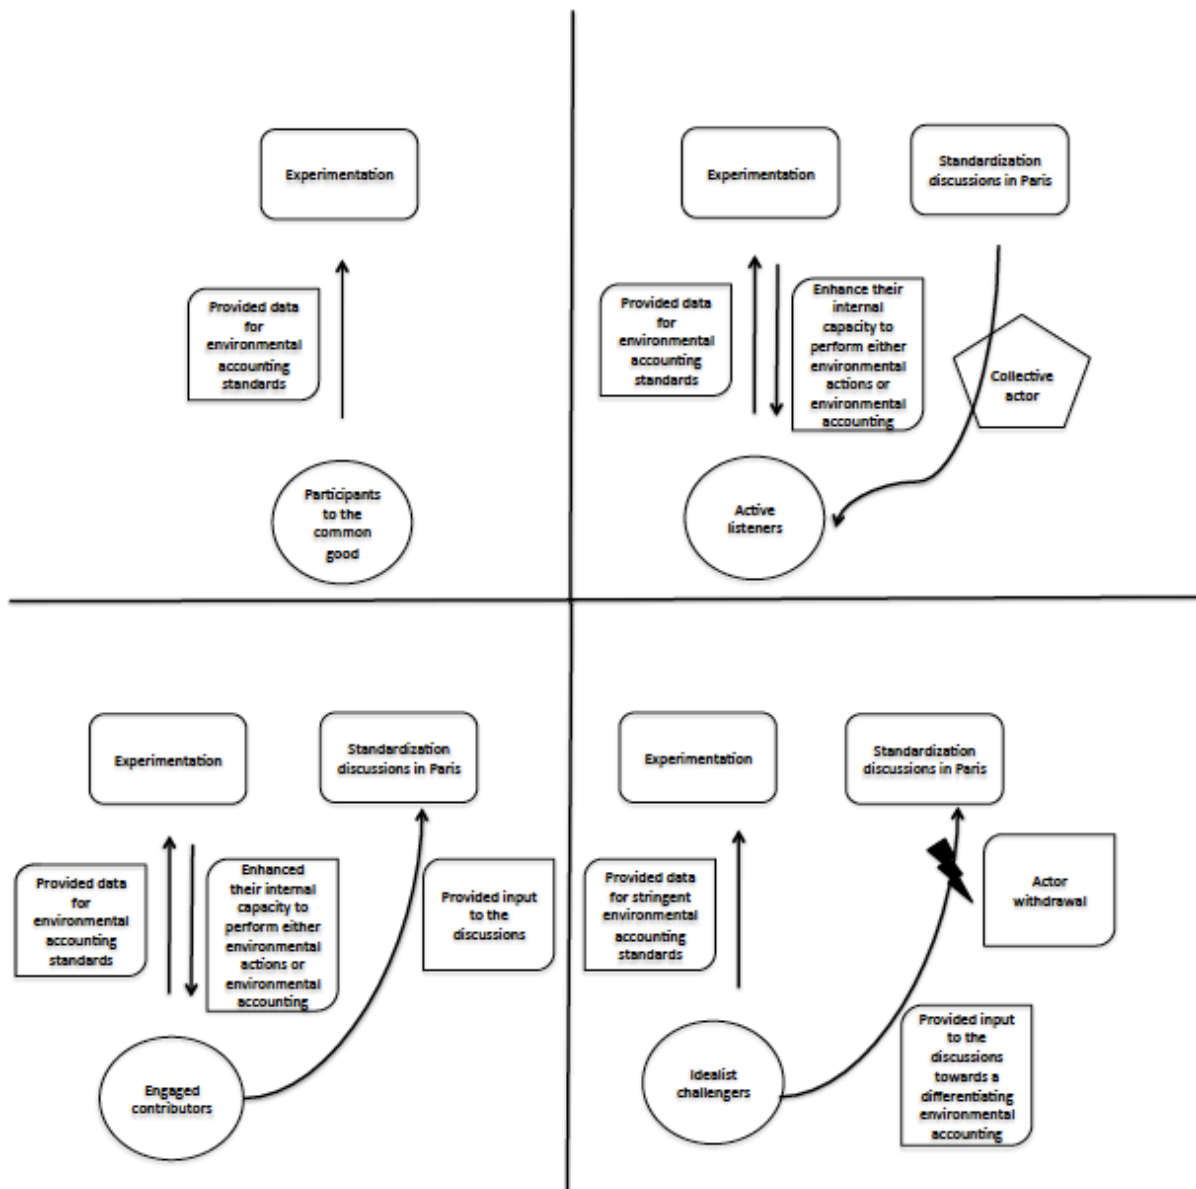 Experimentation
Provided data
for
environmental
accounting
standards
Participants
to the
common
good
Experimentation
Standardization
discussions in Paris
Provided data
for
environmental
accounting
standards
Enhance their
internal
capacity to
perform either
environmental
actions or
environmental
accounting
Collective
actor
Active
listeners
Experimentation
Standardization
discussions in Paris
Provided data
for
environmental
accounting
standards
Enhanced
their internal
capacity to
perform either
environmental
actions or
environmental
accounting
Provided input
to the
discussions
Engaged
contributors
Experimentation
Standardization
discussions in Paris
Provided data
for stringent
environmental
accounting
standards
Actor
withdrawal
Provided input
to the
discussions
towards a
differentiating
environmental
accounting
Idealist
challengers